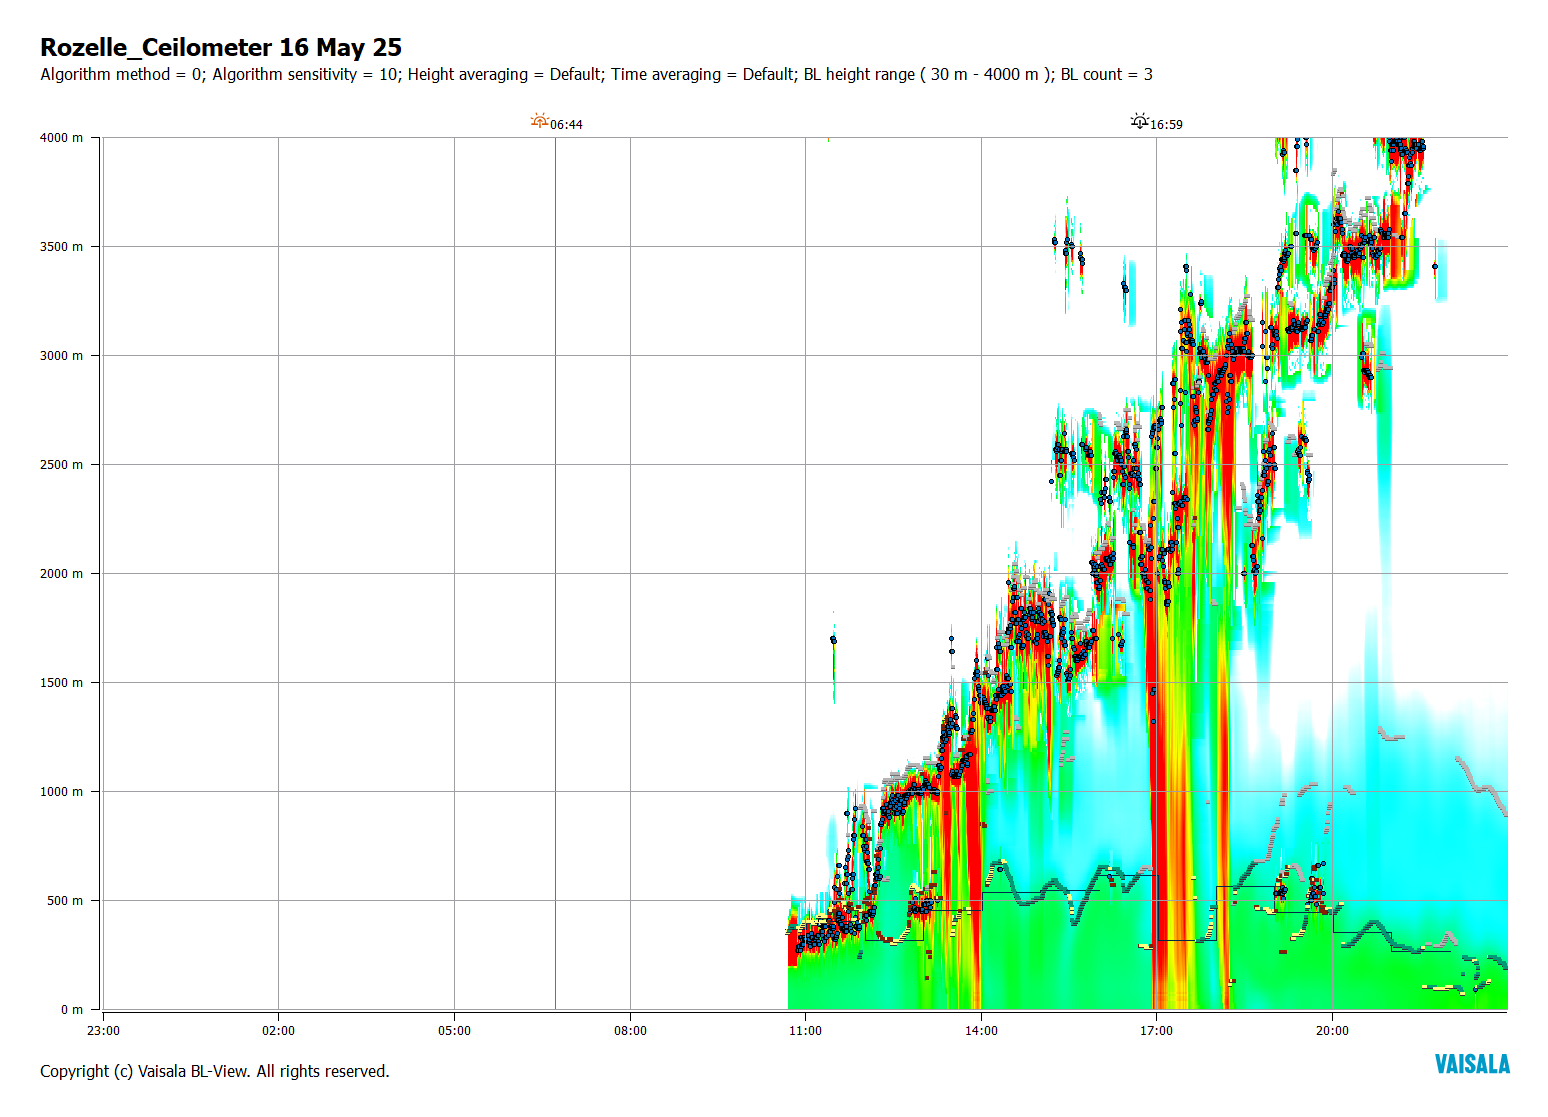 Rozelle_Ceilometer 16 May 25
Algorithm method = 0; Algorithm sensitivity = 10; Height averaging = Default; Time averaging = Default; BL height range ( 30 m - 4000 m ); BL count = 3
06:44 16:59
4000 m
3500 m
3000 m
2500 m
2000 m
1500 m
1000 m
500 m
0 m
23:00 02:00 05:00 08:00 11:00 14:00 17:00 20:00
Copyright (c) Vaisala BL-View. All rights reserved.
VAISALA